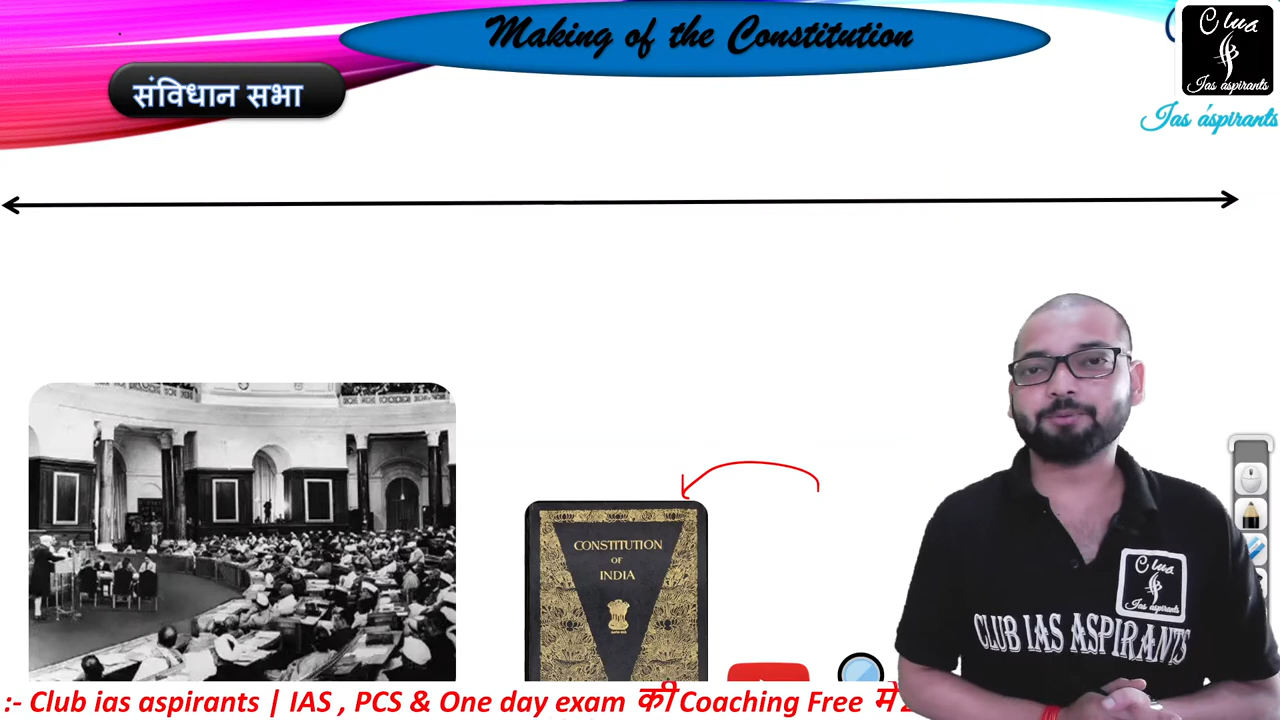 Making of the Constitution
संविधान सभा
Club
Ias aspirants
Ias aspirants
CONSTITUTION
OF
INDIA
Club
Ias aspirants
CLUB IAS ASPIRANTS
:- Club ias aspirants | IAS , PCS & One day exam की Coaching Free मे